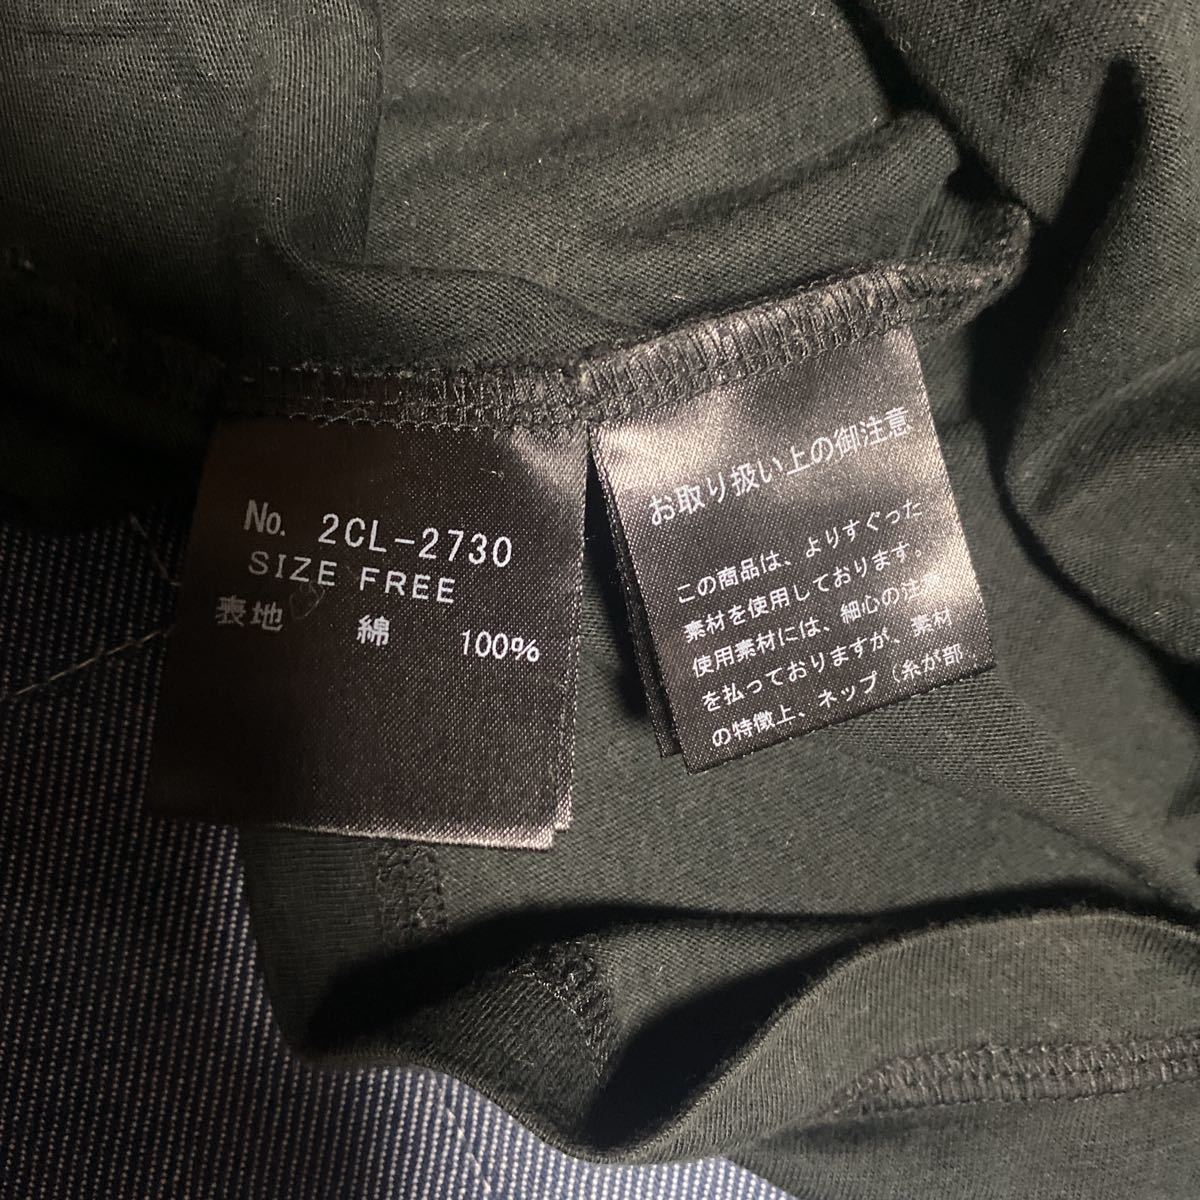 No. 2CL-2730
SIZE FREE
表地 綿 100%
お取り扱い上の御注意
この商品は、よりすぐった
素材を使用しております。
使用素材には、細心の注意
を払っておりますが、素材
の特徴上、ネップ(糸が部